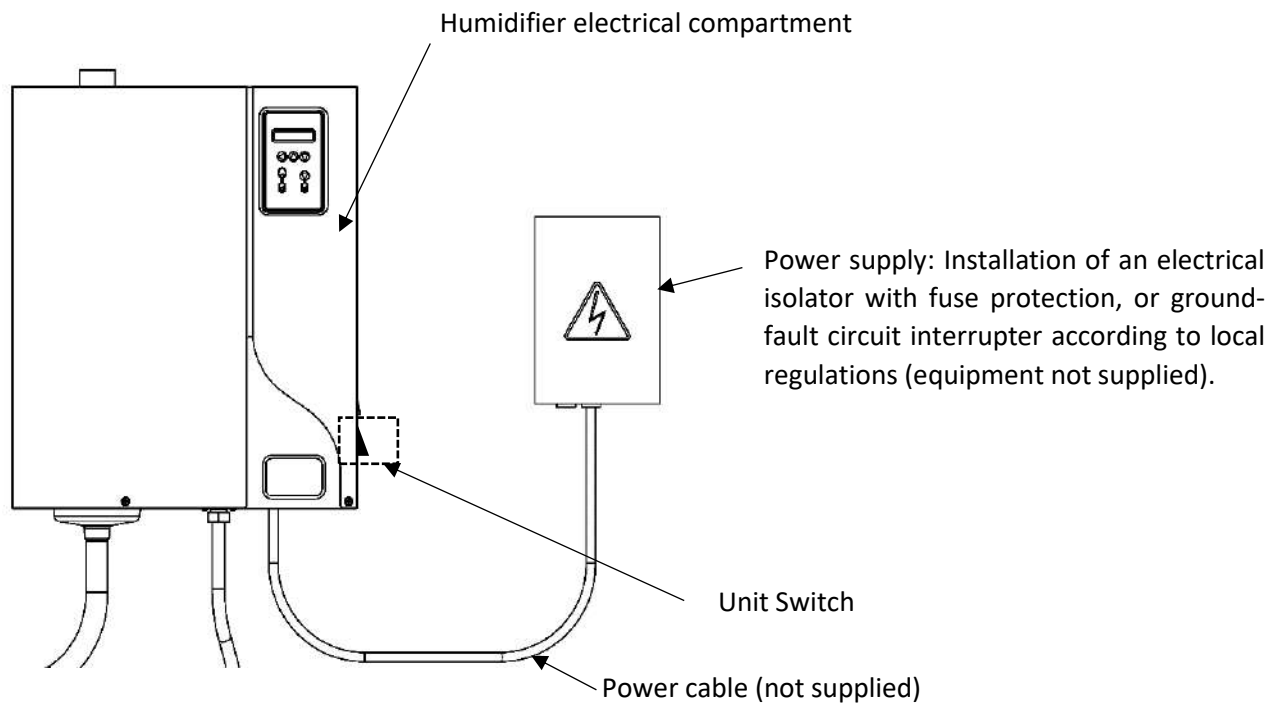 Humidifier electrical compartment
Power supply: Installation of an electrical
isolator with fuse protection, or ground-
fault circuit interrupter according to local
regulations (equipment not supplied).
Unit Switch
Power cable (not supplied)